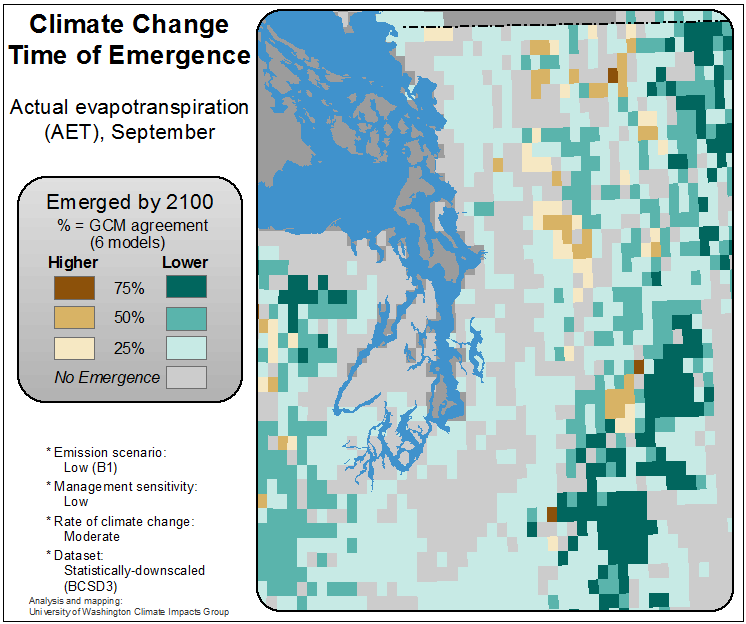 Climate Change
Time of Emergence
Actual evapotranspiration
(AET), September
Emerged by 2100
% = GCM agreement
(6 models)
Higher Lower
75%
50%
25%
No Emergence
* Emission scenario:
Low (B1)
* Management sensitivity:
Low
* Rate of climate change:
Moderate
* Dataset:
Statistically-downscaled
(BCSD3)
Analysis and mapping:
University of Washington Climate Impacts Group